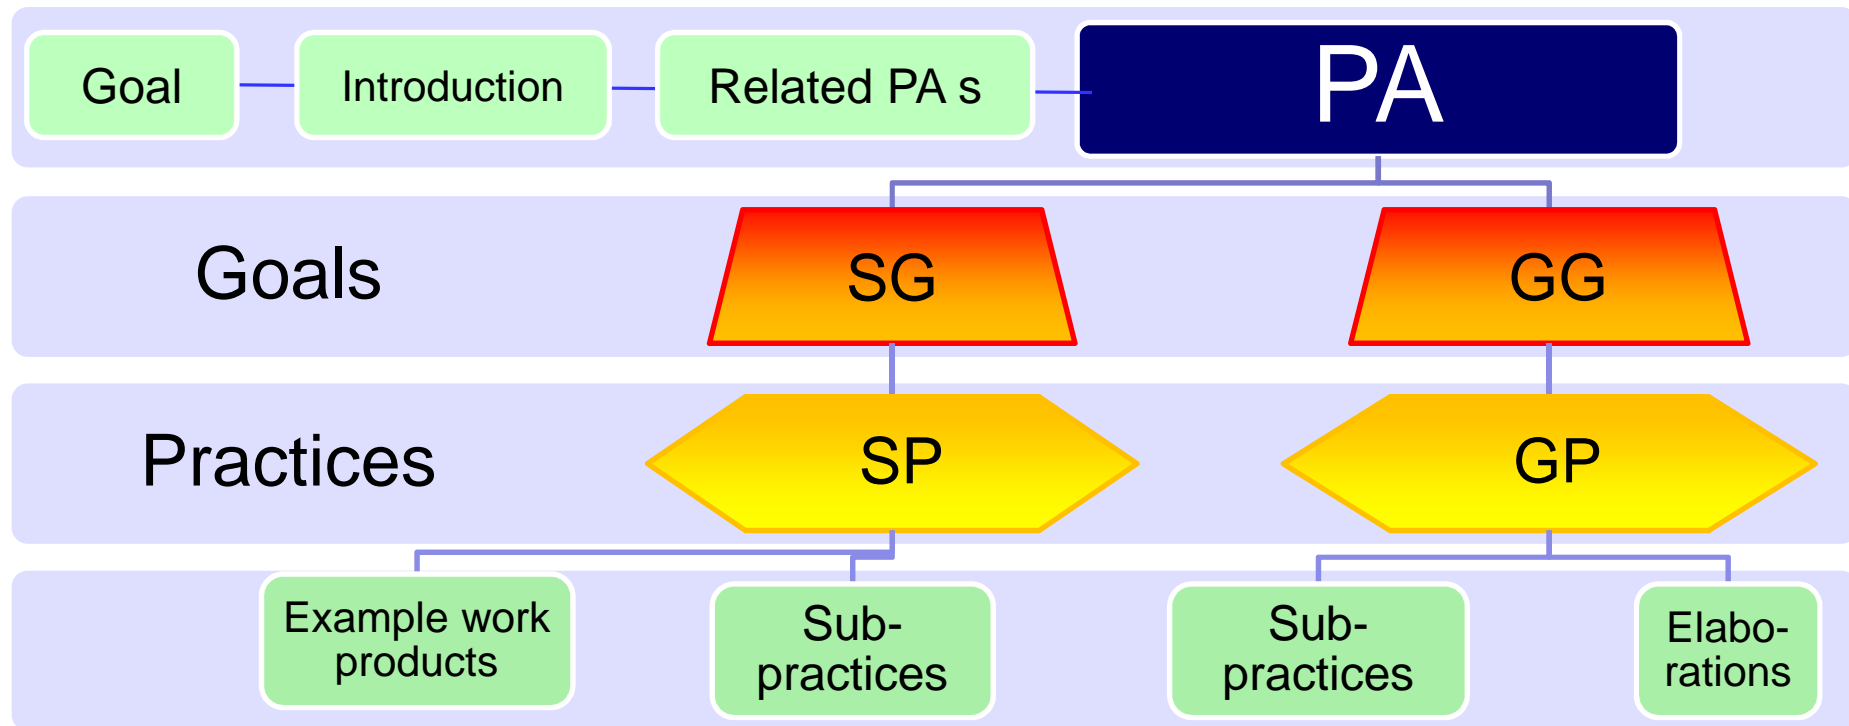 Goal
Introduction
Related PA s
PA
Goals
SG
GG
Practices
SP
GP
Example work
products
Sub-
practices
Sub-
practices
Elabo-
rations